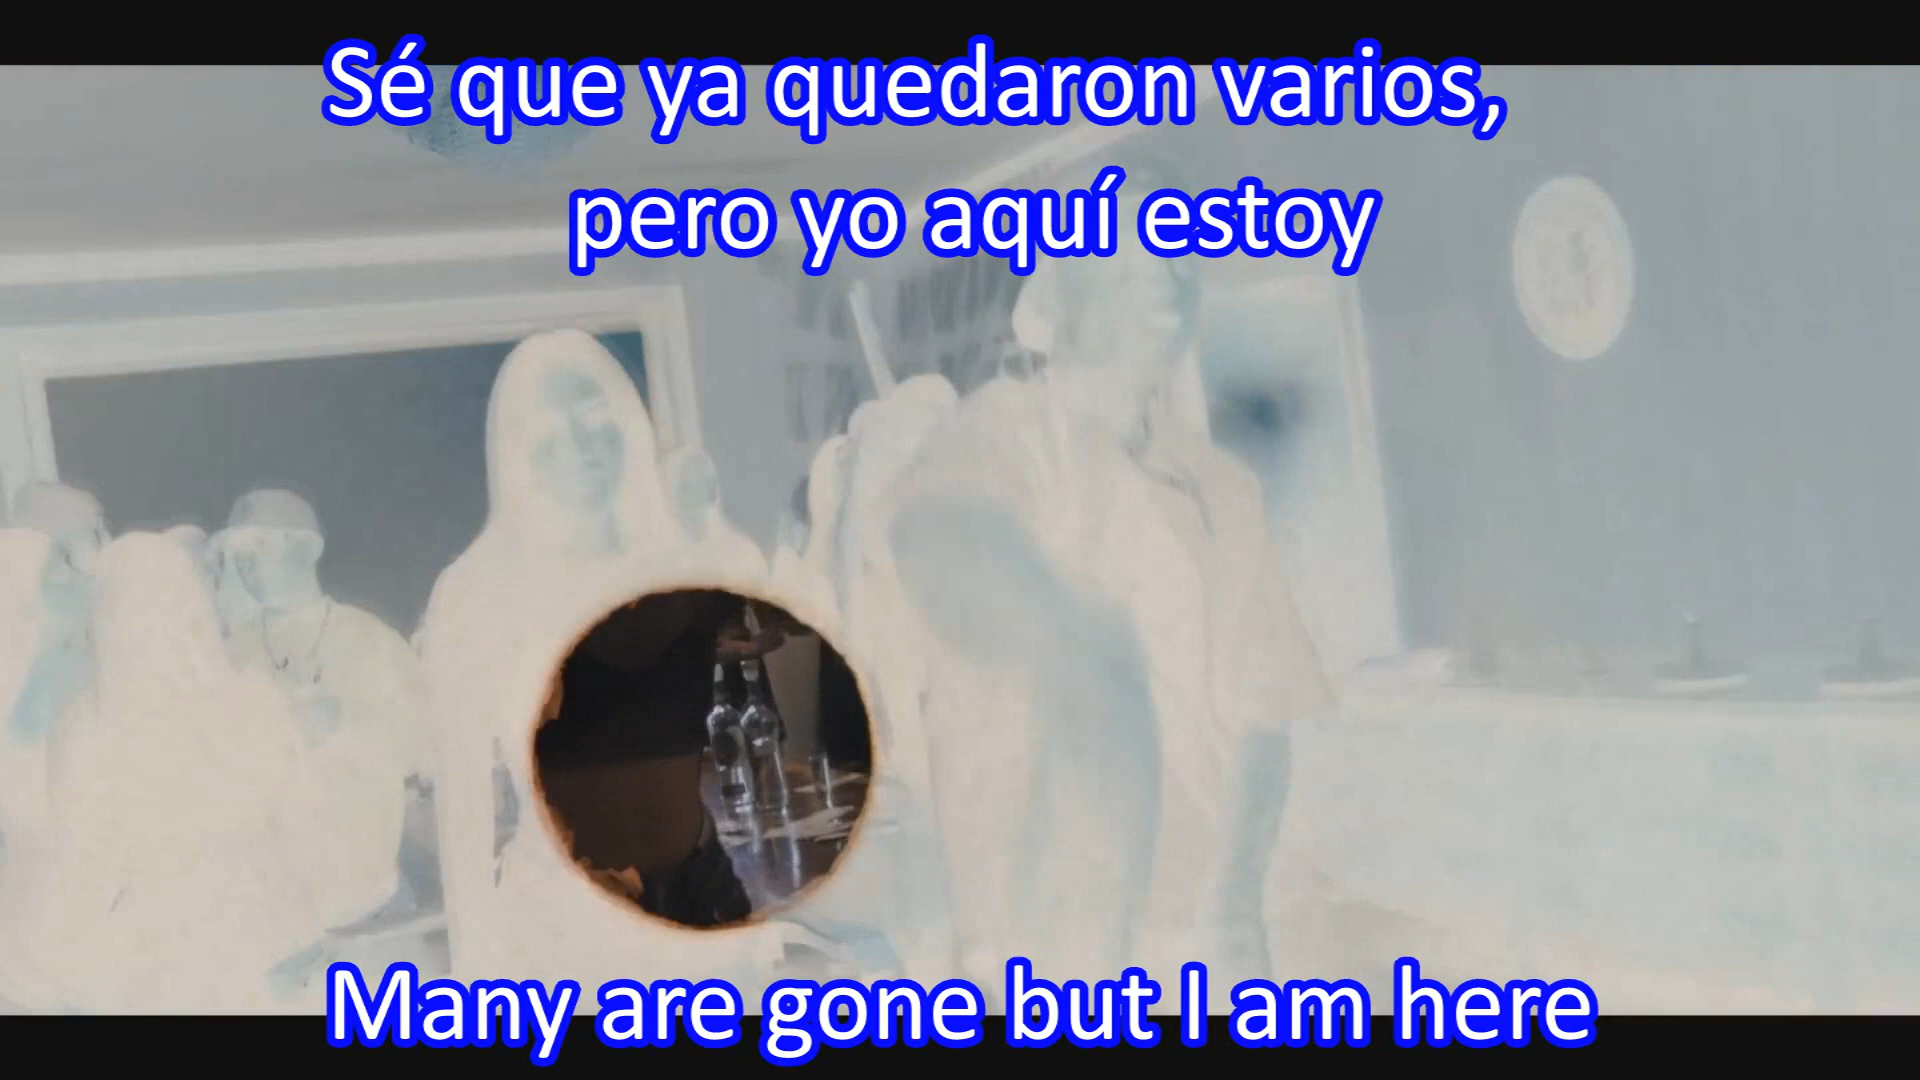 Sé que ya quedaron varios,
pero yo aquí estoy
Many are gone but I am here